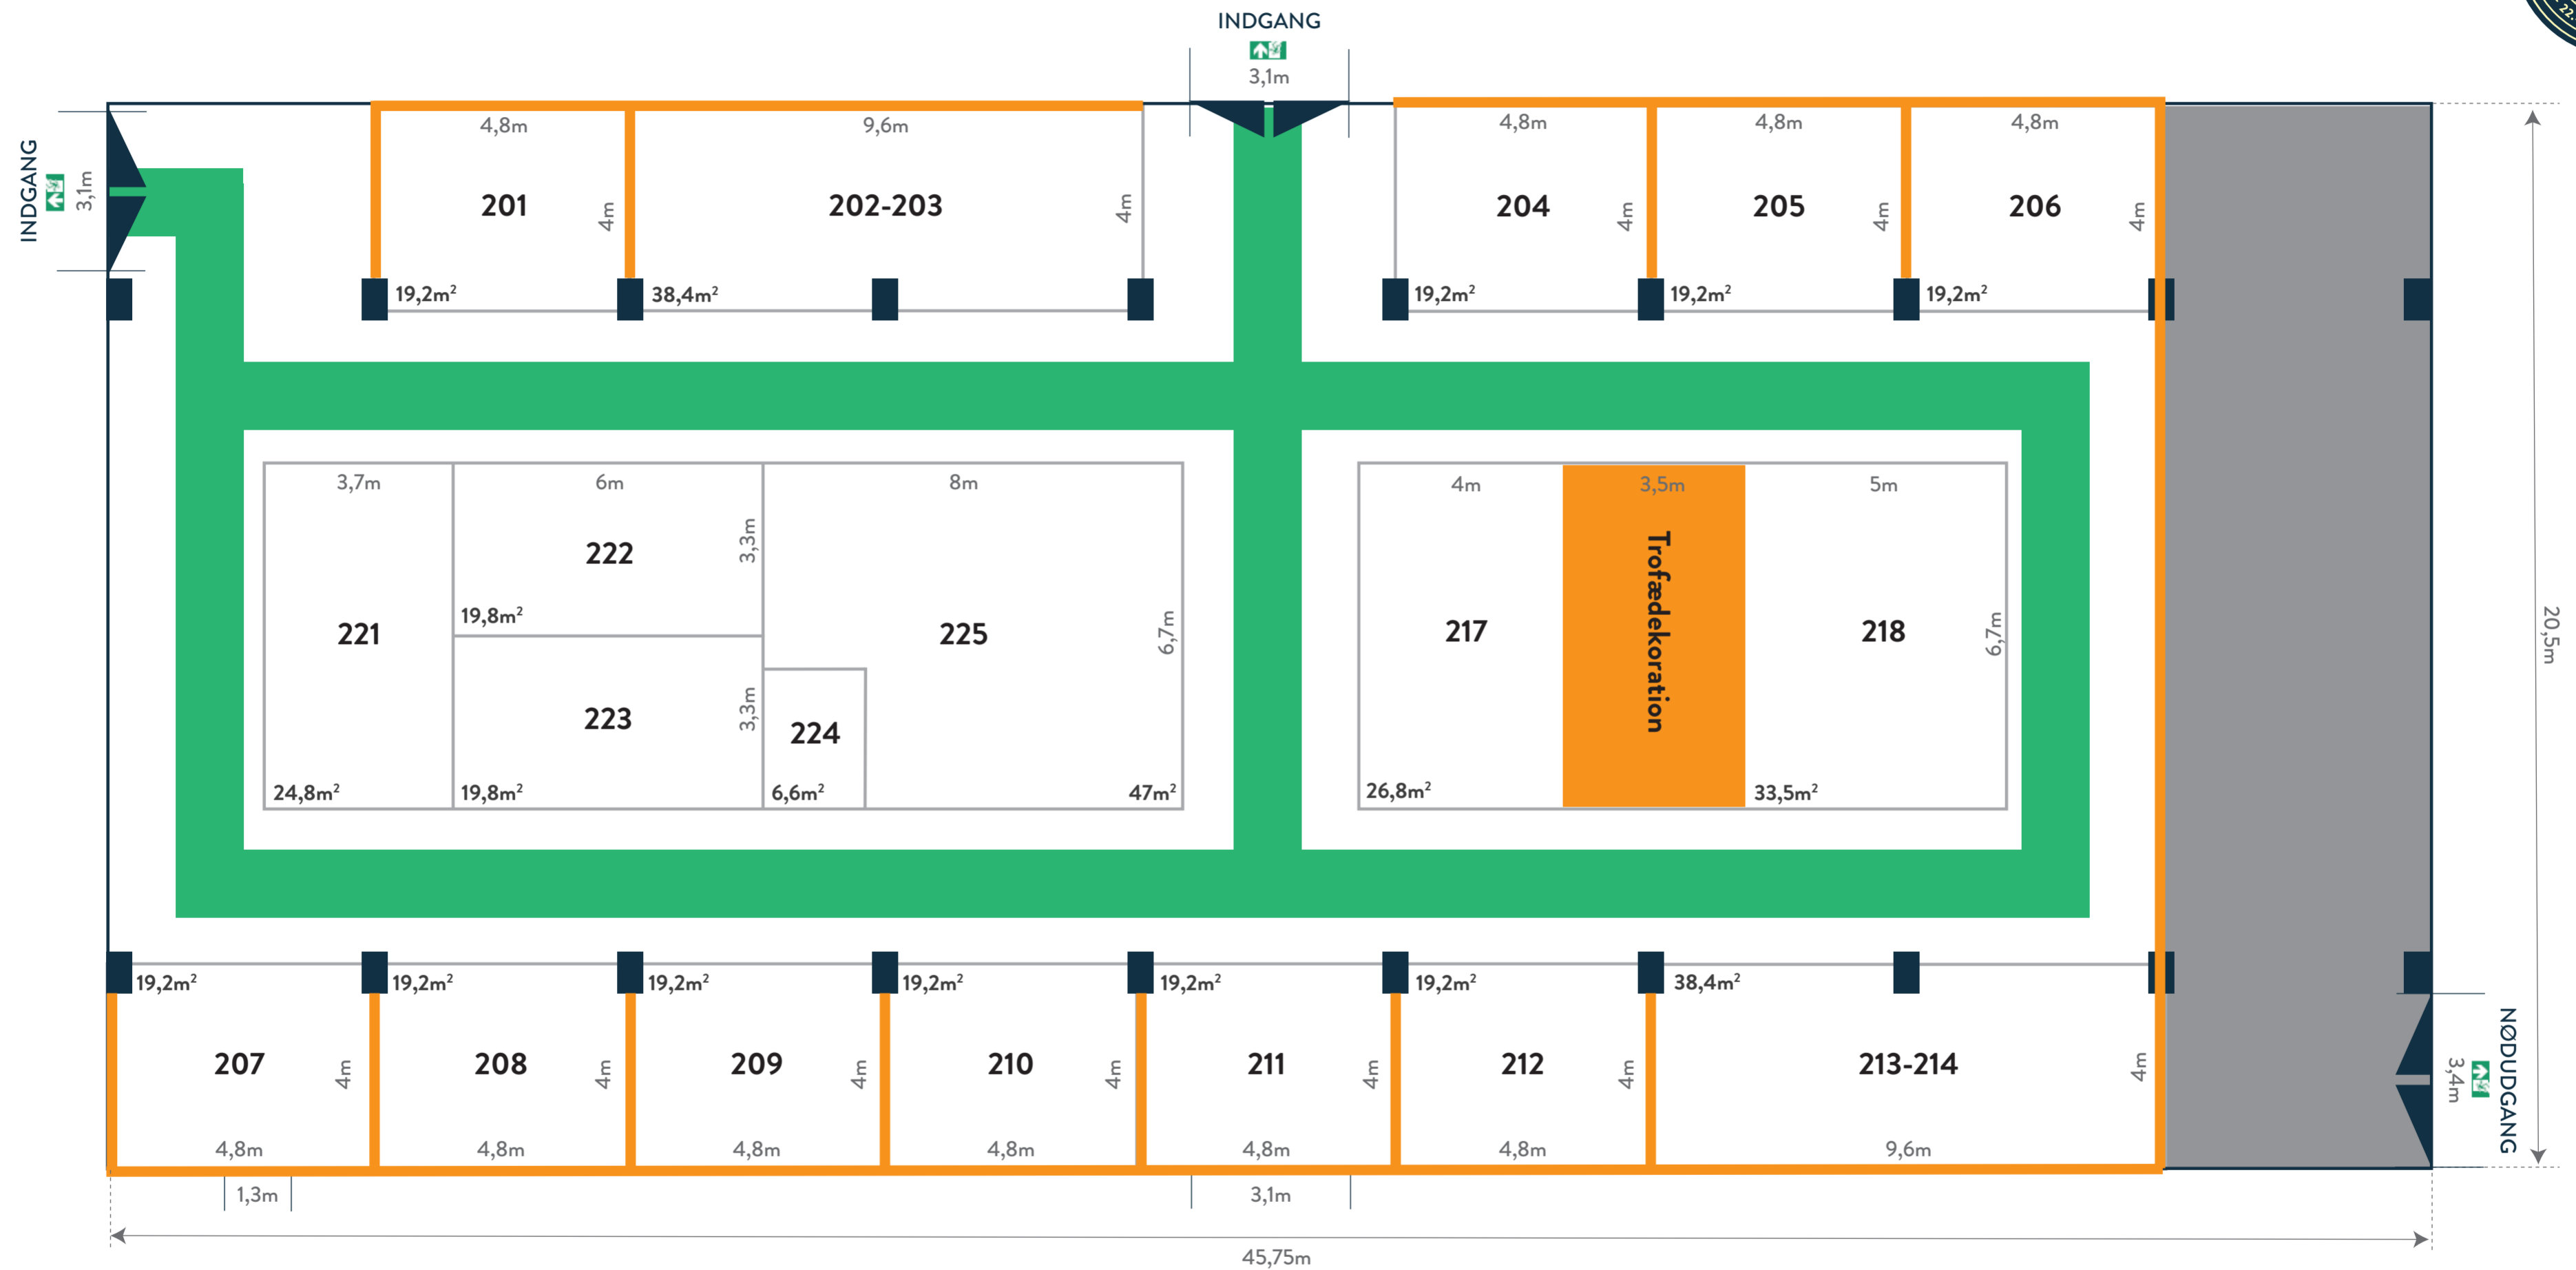 INDGANG
3,1m
22.
INDGANG
3,1m
4,8m
9,6m
4,8m
4,8m
4,8m
201
4m
202-203
4m
204
4m
205
4m
206
4m
19,2m²
38,4m²
19,2m²
19,2m²
19,2m²
3,7m
6m
8m
4m
3,5m
5m
222
3,3m
19,8m²
221
225
6,7m
217
Trofædekoration
218
6,7m
20,5m
223
3,3m
224
24,8m²
19,8m²
6,6m²
47m²
26,8m²
33,5m²
19,2m²
19,2m²
19,2m²
19,2m²
19,2m²
19,2m²
38,4m²
207
4m
208
4m
209
4m
210
4m
211
4m
212
4m
213-214
4m
3,4m
NØDUDGANG
4,8m
4,8m
4,8m
4,8m
4,8m
4,8m
9,6m
1,3m
3,1m
45,75m